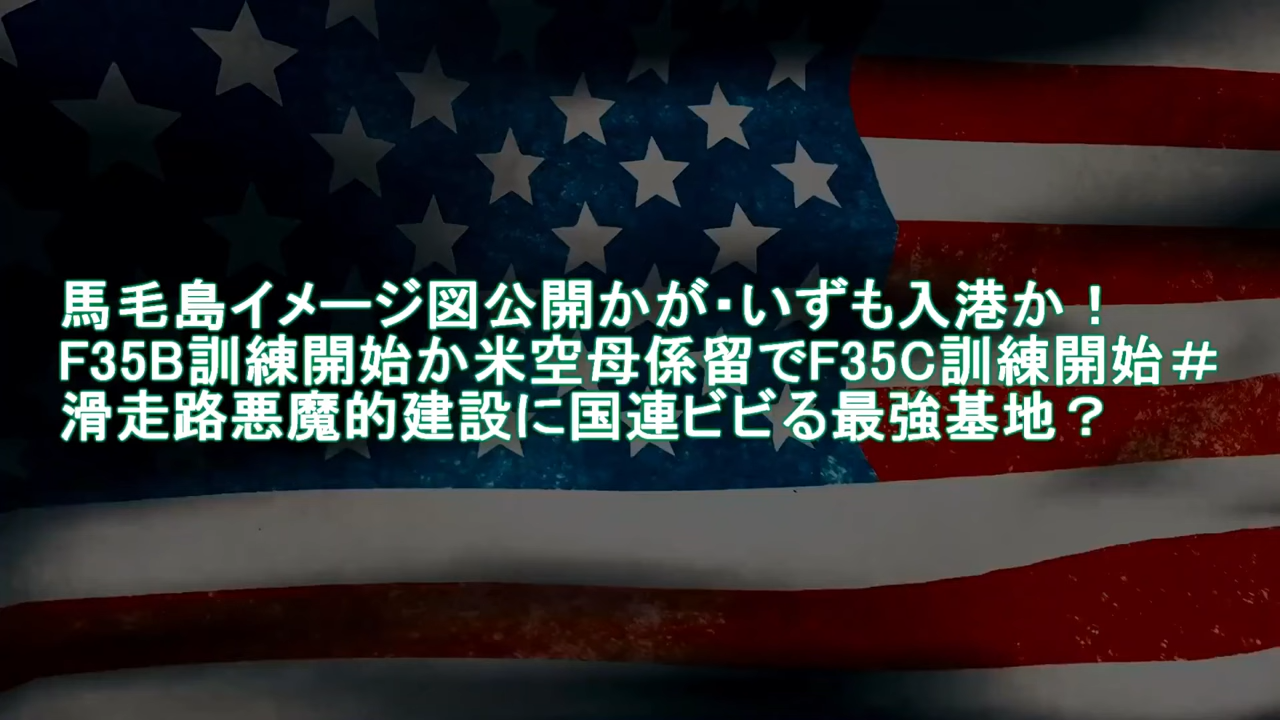 馬毛島イメージ図公開かが・いずも入港か！
F35B訓練開始か米空母係留でF35C訓練開始＃
滑走路悪魔的建設に国連ビビる最強基地？